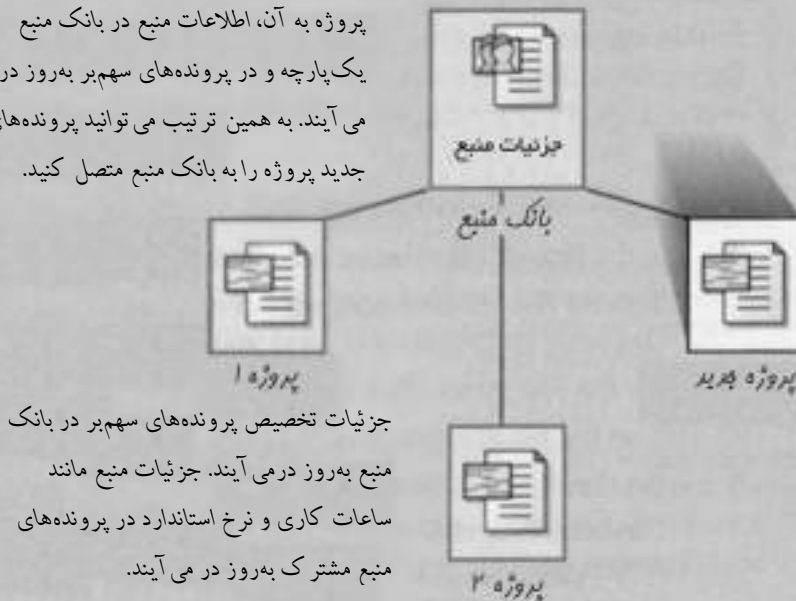 پروژه به آن، اطلاعات منبع در بانک منبع
یک‌پارچه و در پرونده‌های سهم‌بر به‌روز در
می‌آیند. به همین ترتیب می‌توانید پرونده‌های
جدید پروژه را به بانک منبع متصل کنید.
جزئیات منبع
بانک منبع
پروژه ۱
پروژه جدید
جزئیات تخصیص پرونده‌های سهم‌بر در بانک
منبع به‌روز درمی‌آیند. جزئیات منبع مانند
ساعات کاری و نرخ استاندارد در پرونده‌های
منبع مشترک به‌روز در می‌آیند.
پروژه ۲